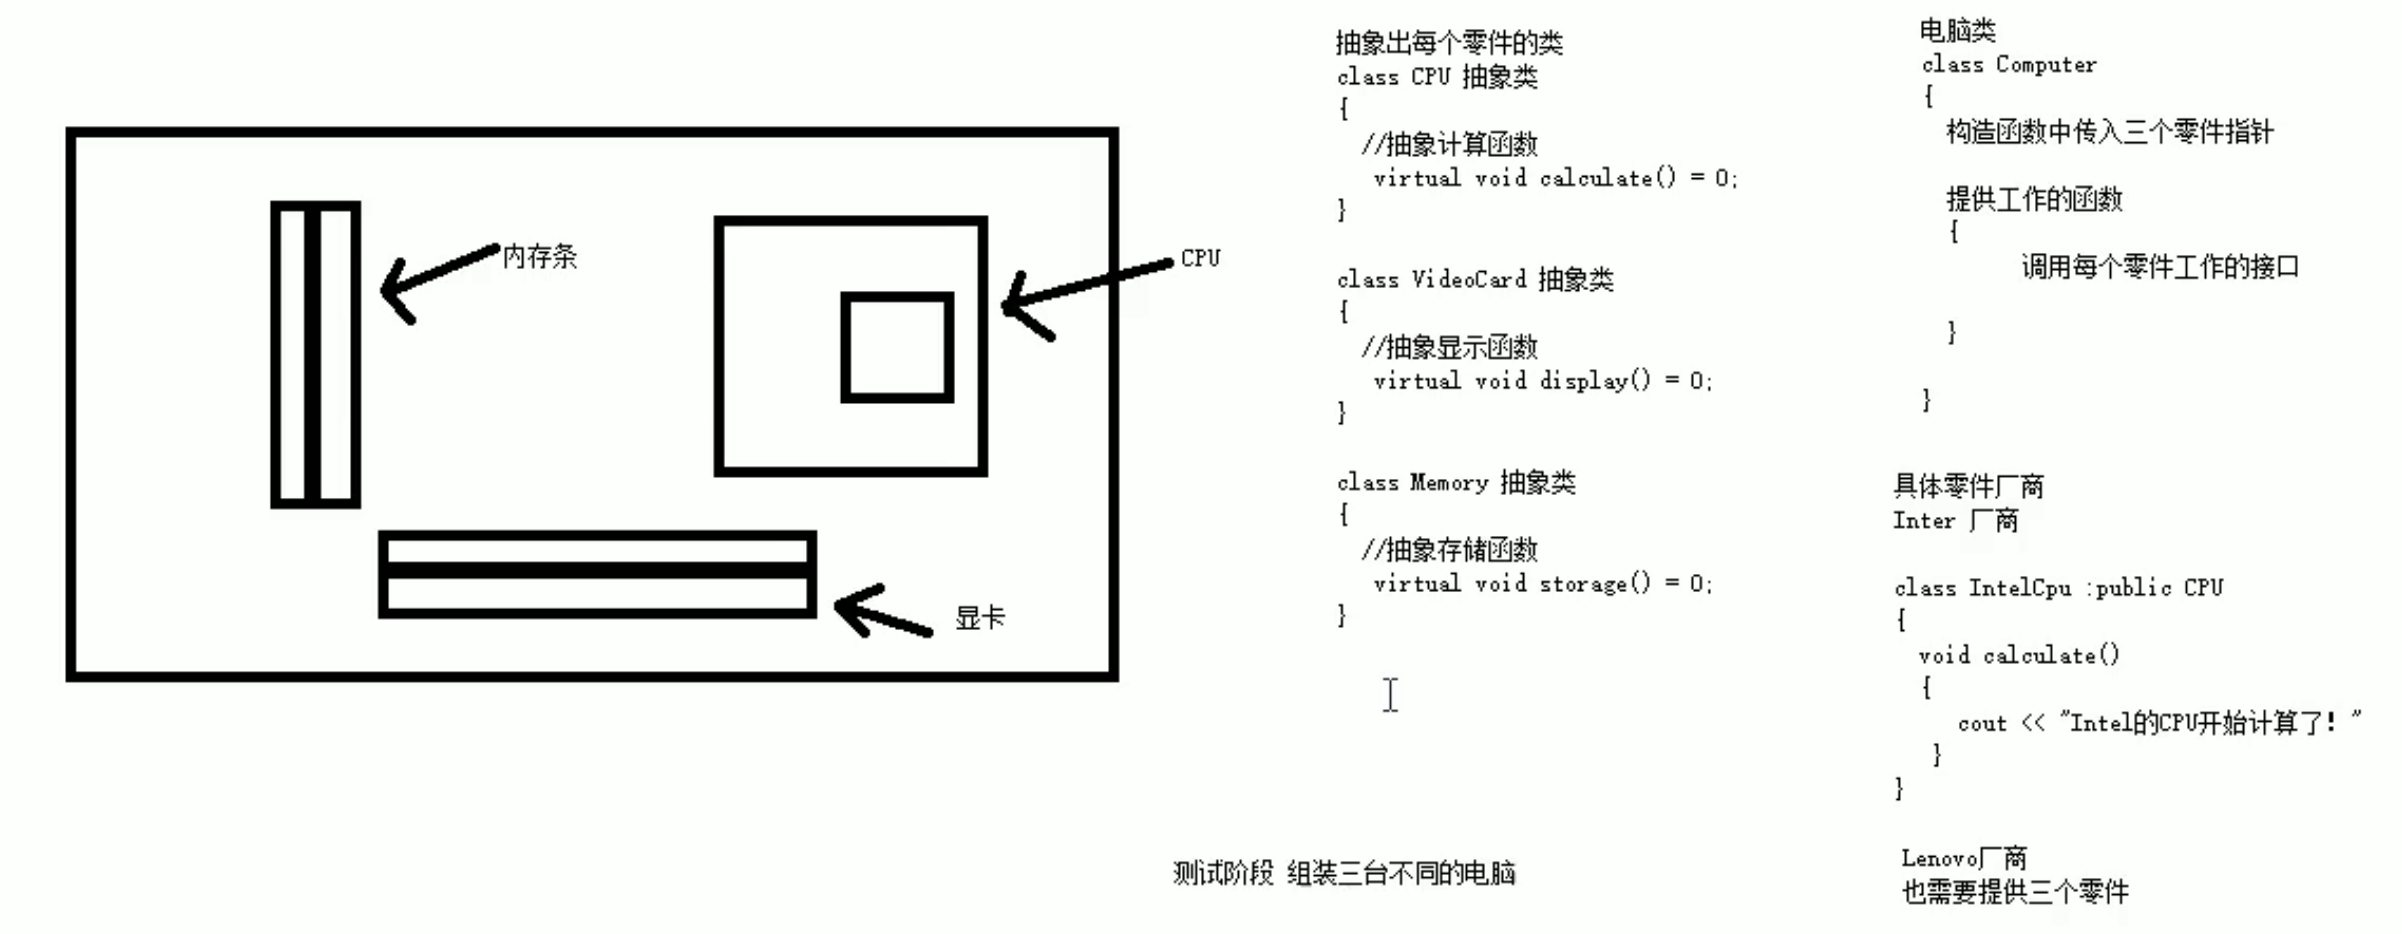 内存条
CPU
显卡
抽象出每个零件的类
class CPU 抽象类
{
//抽象计算函数
virtual void calculate() = 0;
}
class VideoCard 抽象类
{
//抽象显示函数
virtual void display() = 0;
}
class Memory 抽象类
{
//抽象存储函数
virtual void storage() = 0;
}
测试阶段 组装三台不同的电脑
电脑类
class Computer
{
构造函数中传入三个零件指针
提供工作的函数
{
调用每个零件工作的接口
}
}
具体零件厂商
Inter 厂商
class IntelCpu :public CPU
{
void calculate()
{
cout << "Intel的CPU开始计算了! "
}
}
Lenovo厂商
也需要提供三个零件